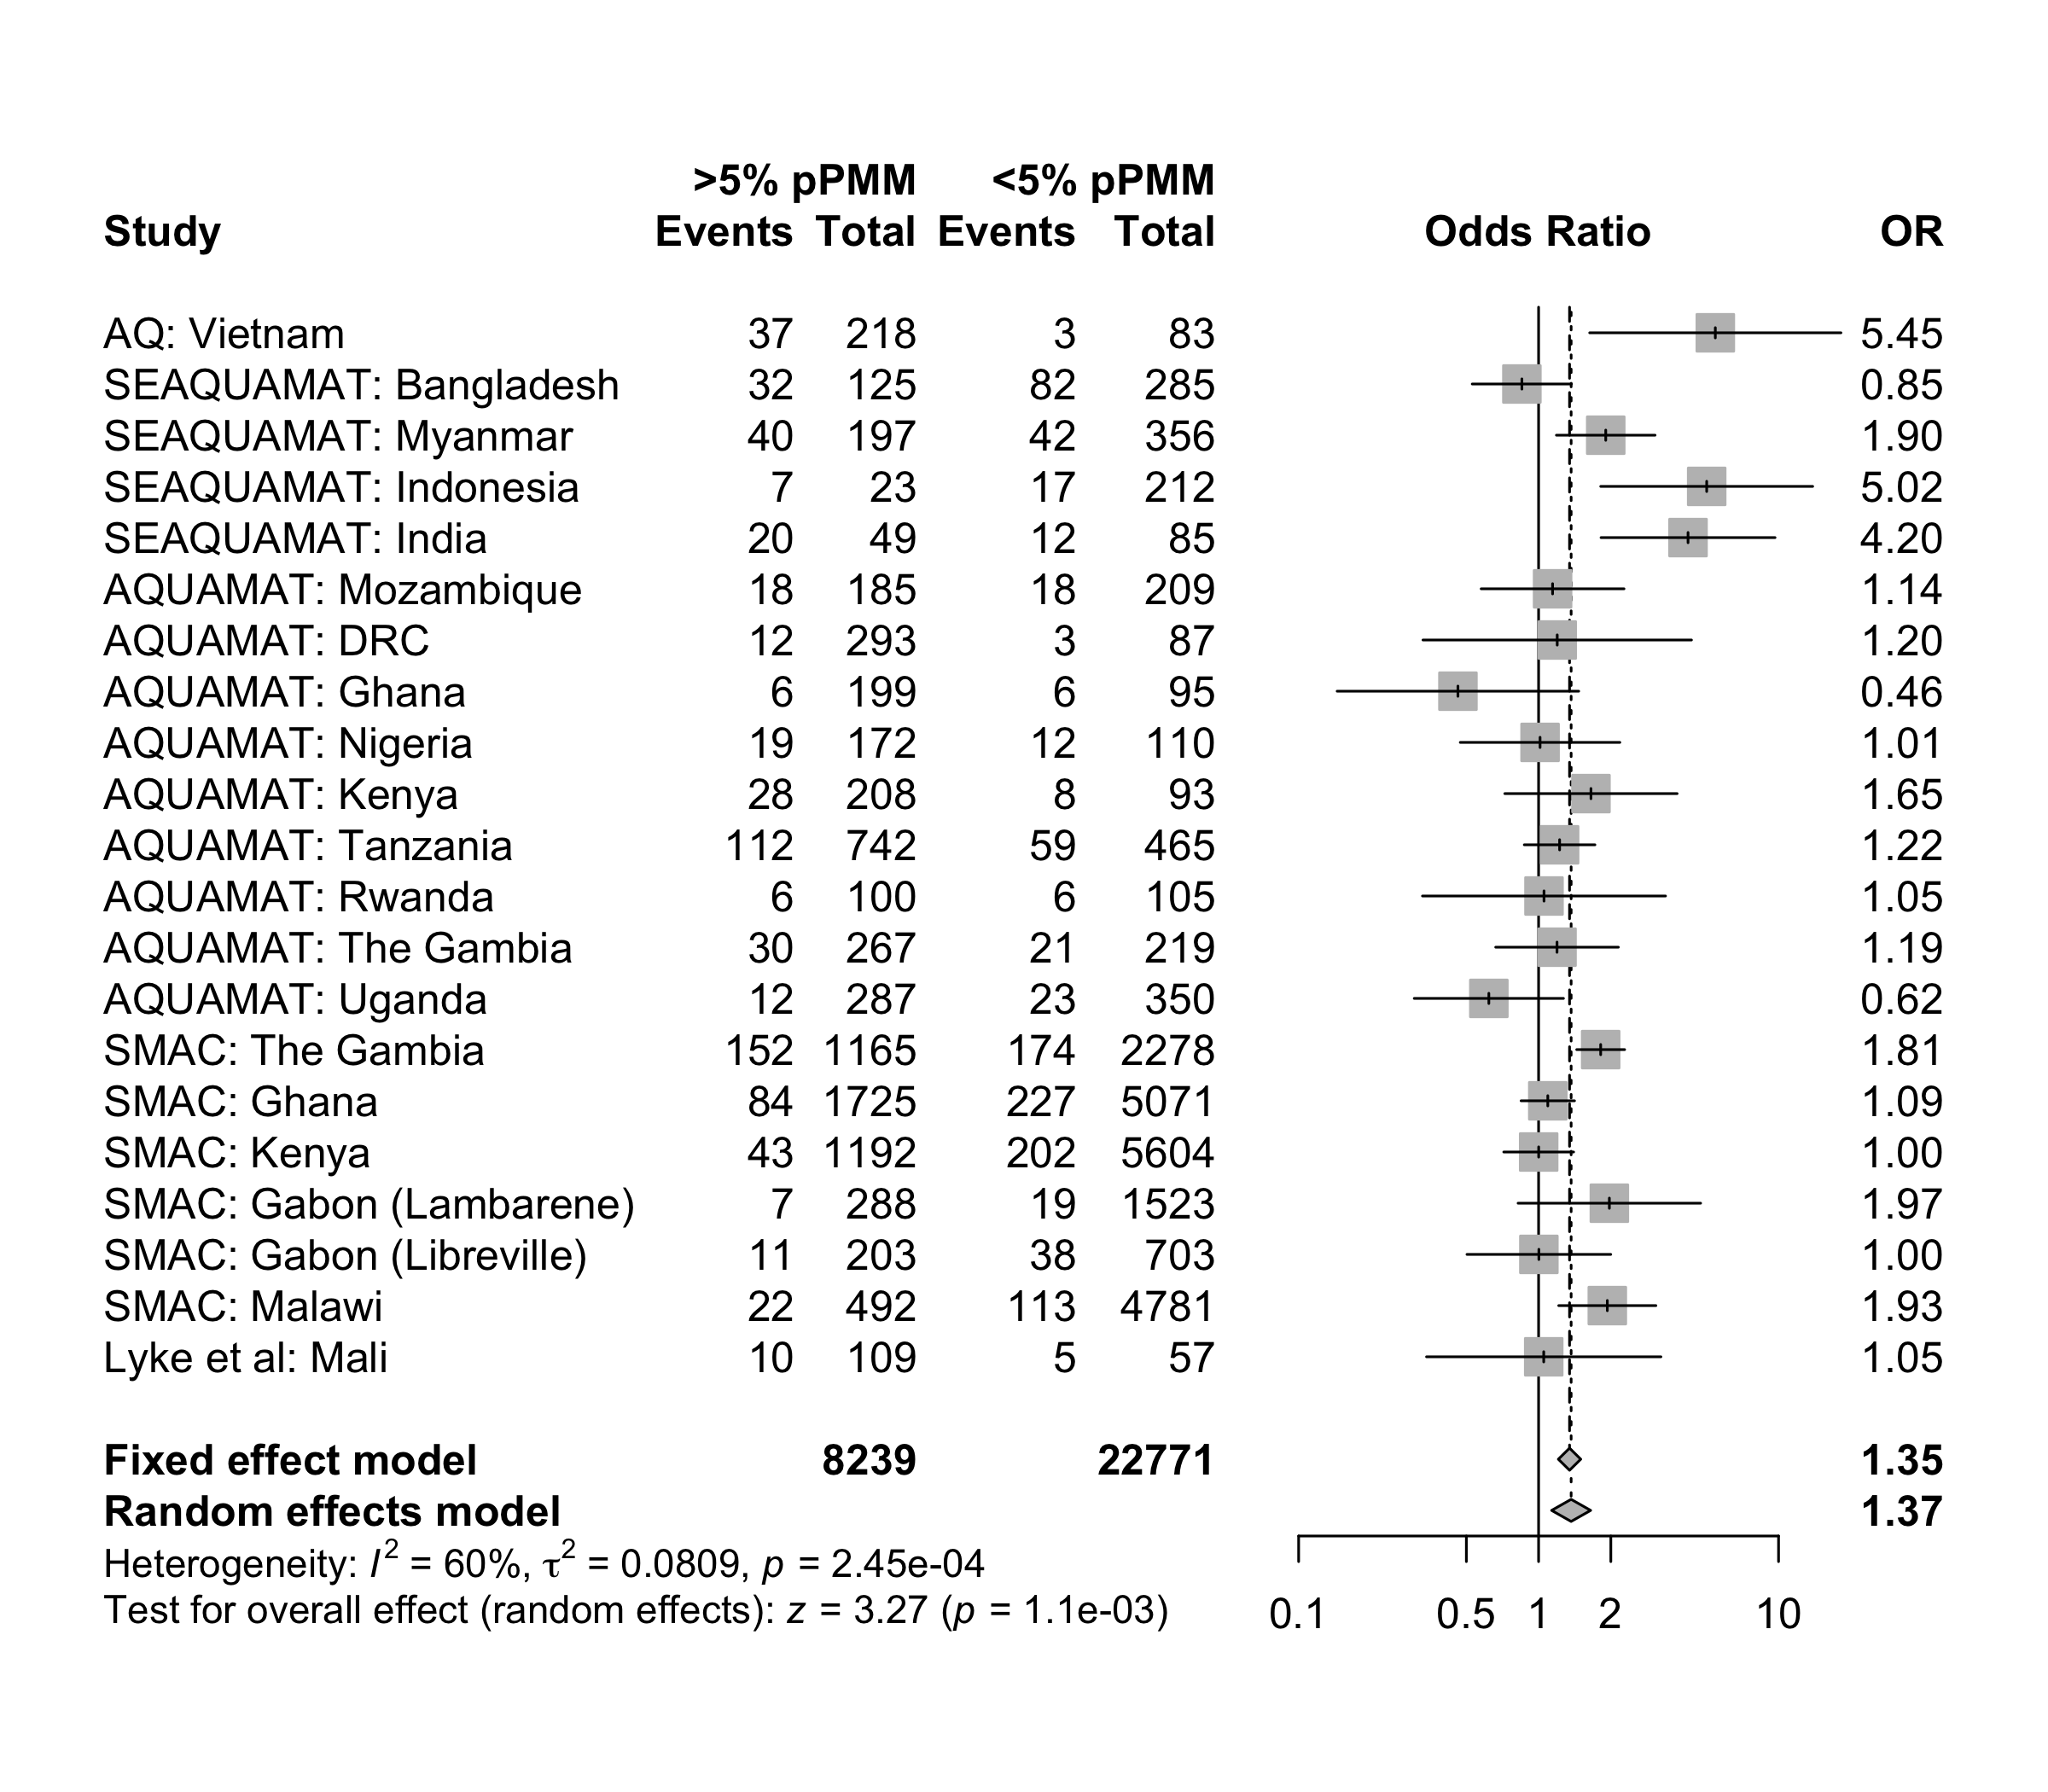 >5% pPMM <5% pPMM
Study Events Total Events Total Odds Ratio OR
AQ: Vietnam 37 218 3 83 5.45
SEAQUAMAT: Bangladesh 32 125 82 285 0.85
SEAQUAMAT: Myanmar 40 197 42 356 1.90
SEAQUAMAT: Indonesia 7 23 17 212 5.02
SEAQUAMAT: India 20 49 12 85 4.20
AQUAMAT: Mozambique 18 185 18 209 1.14
AQUAMAT: DRC 12 293 3 87 1.20
AQUAMAT: Ghana 6 199 6 95 0.46
AQUAMAT: Nigeria 19 172 12 110 1.01
AQUAMAT: Kenya 28 208 8 93 1.65
AQUAMAT: Tanzania 112 742 59 465 1.22
AQUAMAT: Rwanda 6 100 6 105 1.05
AQUAMAT: The Gambia 30 267 21 219 1.19
AQUAMAT: Uganda 12 287 23 350 0.62
SMAC: The Gambia 152 1165 174 2278 1.81
SMAC: Ghana 84 1725 227 5071 1.09
SMAC: Kenya 43 1192 202 5604 1.00
SMAC: Gabon (Lambarene) 7 288 19 1523 1.97
SMAC: Gabon (Libreville) 11 203 38 703 1.00
SMAC: Malawi 22 492 113 4781 1.93
Lyke et al: Mali 10 109 5 57 1.05
Fixed effect model 8239 22771 1.35
Random effects model 1.37
Heterogeneity: I² = 60%, τ² = 0.0809, p = 2.45e-04
Test for overall effect (random effects): z = 3.27 (p = 1.1e-03)
0.1 0.5 1 2 10